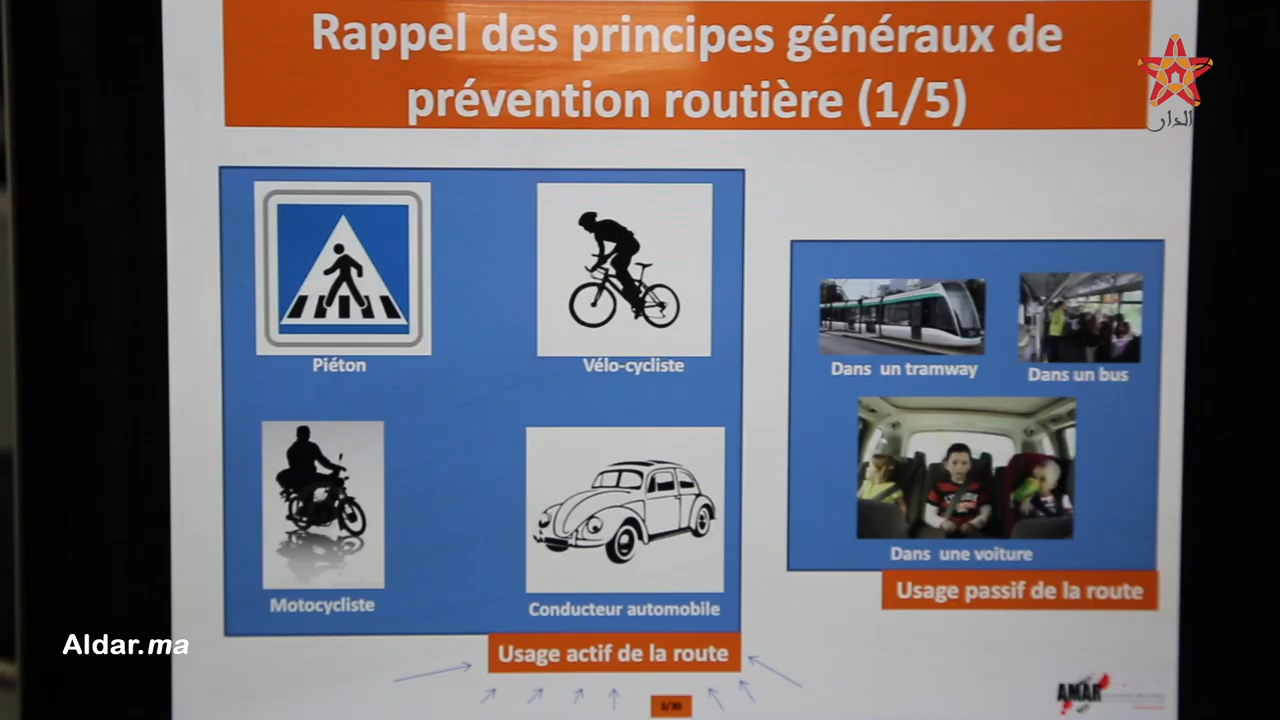 Rappel des principes généraux de
prévention routière (1/5)
الدار
Piéton
Vélo-cycliste
Motocycliste
Conducteur automobile
Usage actif de la route
Dans un tramway
Dans un bus
Dans une voiture
Usage passif de la route
Aldar.ma
AMAR